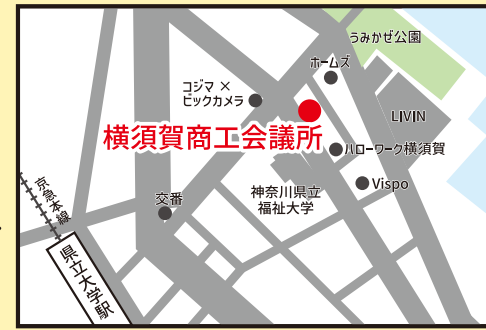 うみかぜ公園
ホームズ
コジマ ×
ビックカメラ
LIVIN
横須賀商工会議所
ハローワーク横須賀
Vispo
神奈川県立
福祉大学
交番
京急本線
県立大学駅